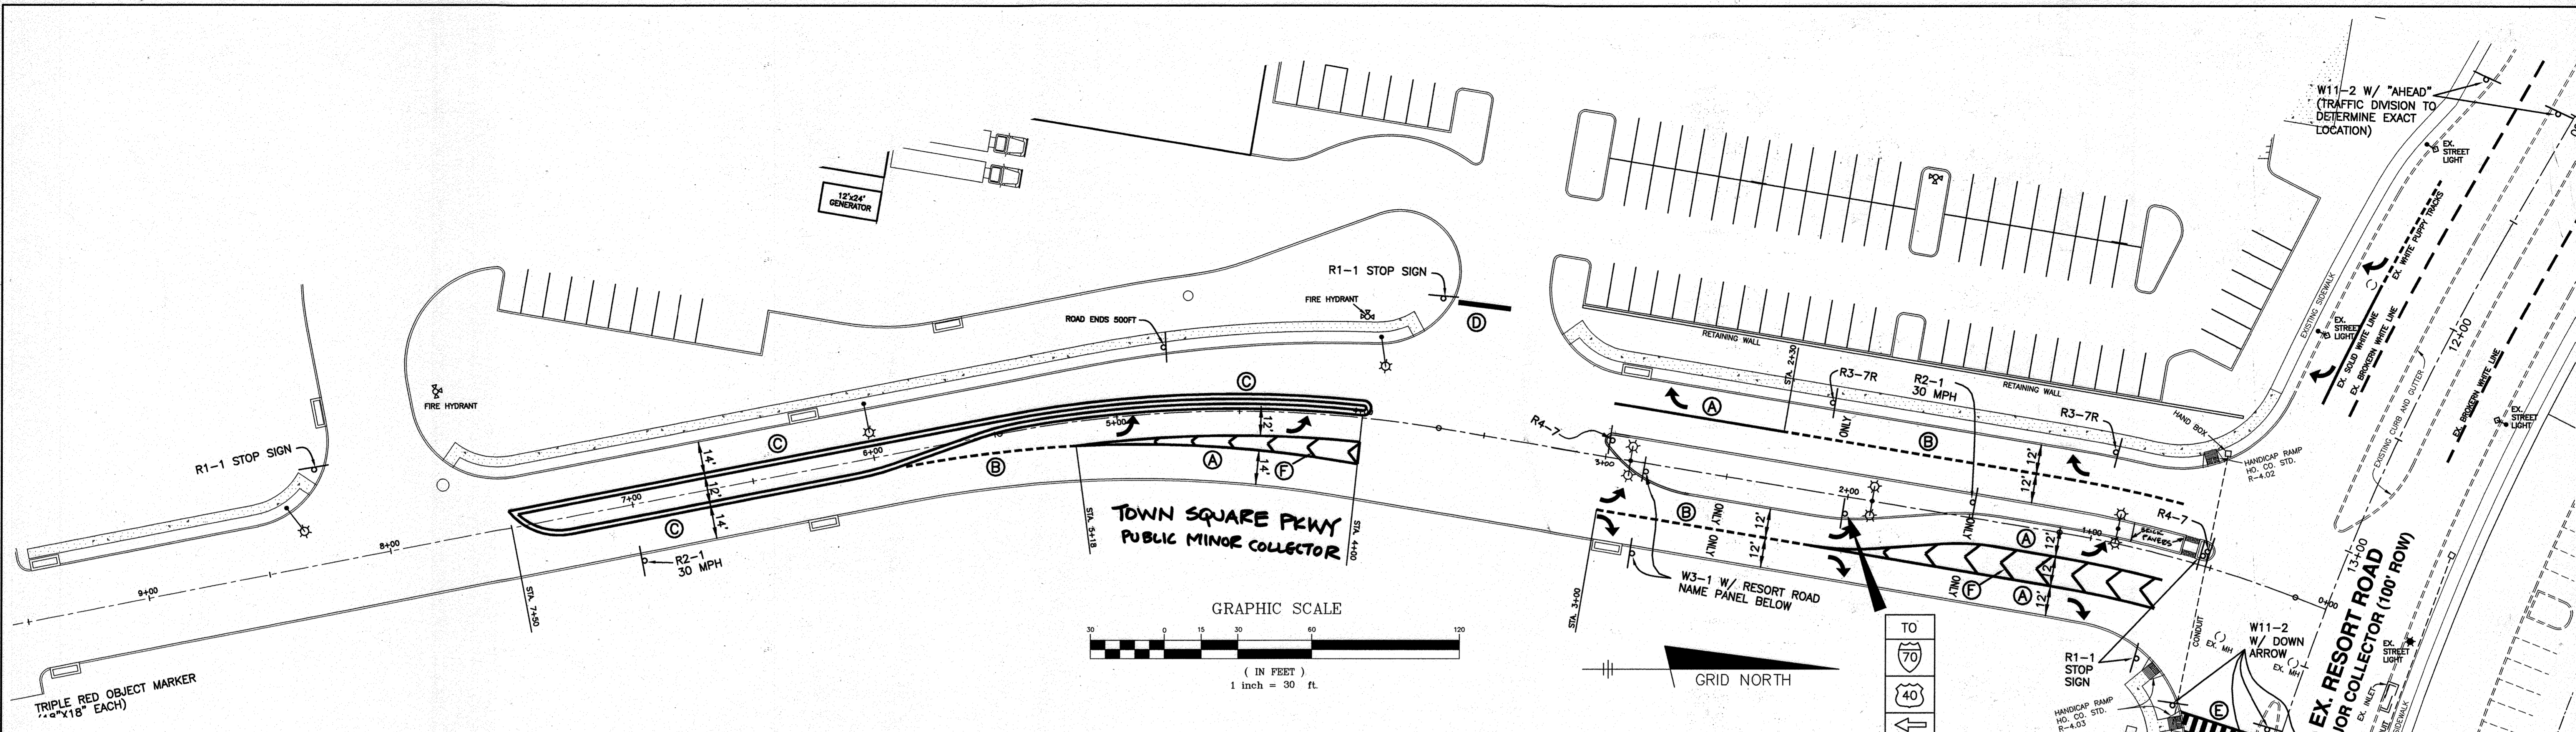 W11-2 W/ "AHEAD"
(TRAFFIC DIVISION TO
DETERMINE EXACT
LOCATION)
EX.
STREET
LIGHT
12'x24'
GENERATOR
EX. WHITE PUPPY TRACKS
EXISTING SIDEWALK
R1-1 STOP SIGN
FIRE HYDRANT
D
ROAD ENDS 500FT
RETAINING WALL
EX.
STREET
LIGHT
EX. SOLID WHITE LINE
EX. BROKERN WHITE LINE
12+00
STA. 2+30
R3-7R
R2-1
30 MPH
RETAINING WALL
EX. BROKERN WHITE LINE
EXISTING CURB AND GUTTER
FIRE HYDRANT
C
A
ONLY
R3-7R
HAND BOX
EX.
STREET
LIGHT
12'
5+00
R4-7
B
C
14'
R1-1 STOP SIGN
6+00
B
A
14'
F
3+00
12'
12'
HANDICAP RAMP
HO. CO. STD.
R-4.02
7+00
12'
14'
C
2+00
B
ONLY
ONLY
12'
12'
ONLY
A
1+00
BRICK
PAVERS
R4-7
8+00
STA. 5+18
TOWN SQUARE PKWY
PUBLIC MINOR COLLECTOR
STA. 4+00
12'
12'
12'
13+00
R2-1
30 MPH
W3-1 W/ RESORT ROAD
NAME PANEL BELOW
ONLY
F
A
9+00
STA. 7+50
STA. 3+00
0+00
GRAPHIC SCALE
30
0
15
30
60
120
( IN FEET )
1 inch = 30 ft.
GRID NORTH
TO
70
40
CONDUIT
EX. MH
W11-2
W/ DOWN
ARROW
EX. MH
EX.
STREET
LIGHT
R1-1
STOP
SIGN
EX. RESORT ROAD
OR COLLECTOR (100' ROW)
EX. INLET
SIDEWALK
TRIPLE RED OBJECT MARKER
(18"X18" EACH)
HANDICAP RAMP
HO. CO. STD.
R-4.03
E